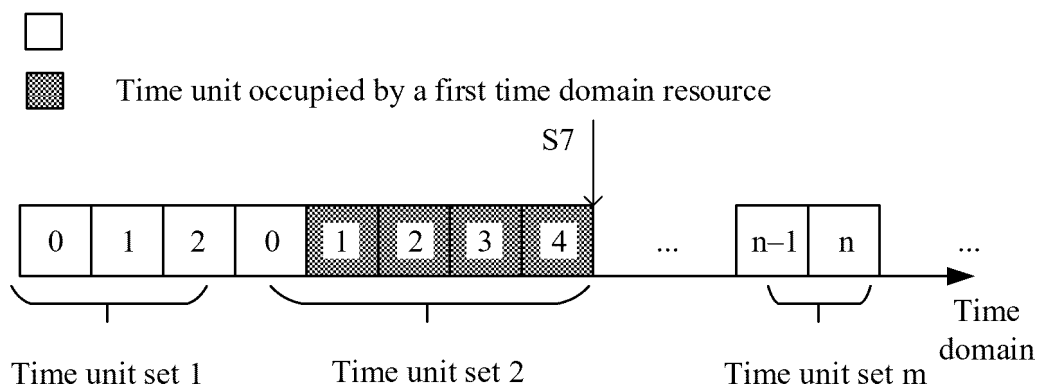 Time unit occupied by a first time domain resource
S7
0 1 2 0 1 2 3 4 ... n–1 n ...
Time
domain
Time unit set 1 Time unit set 2 Time unit set m